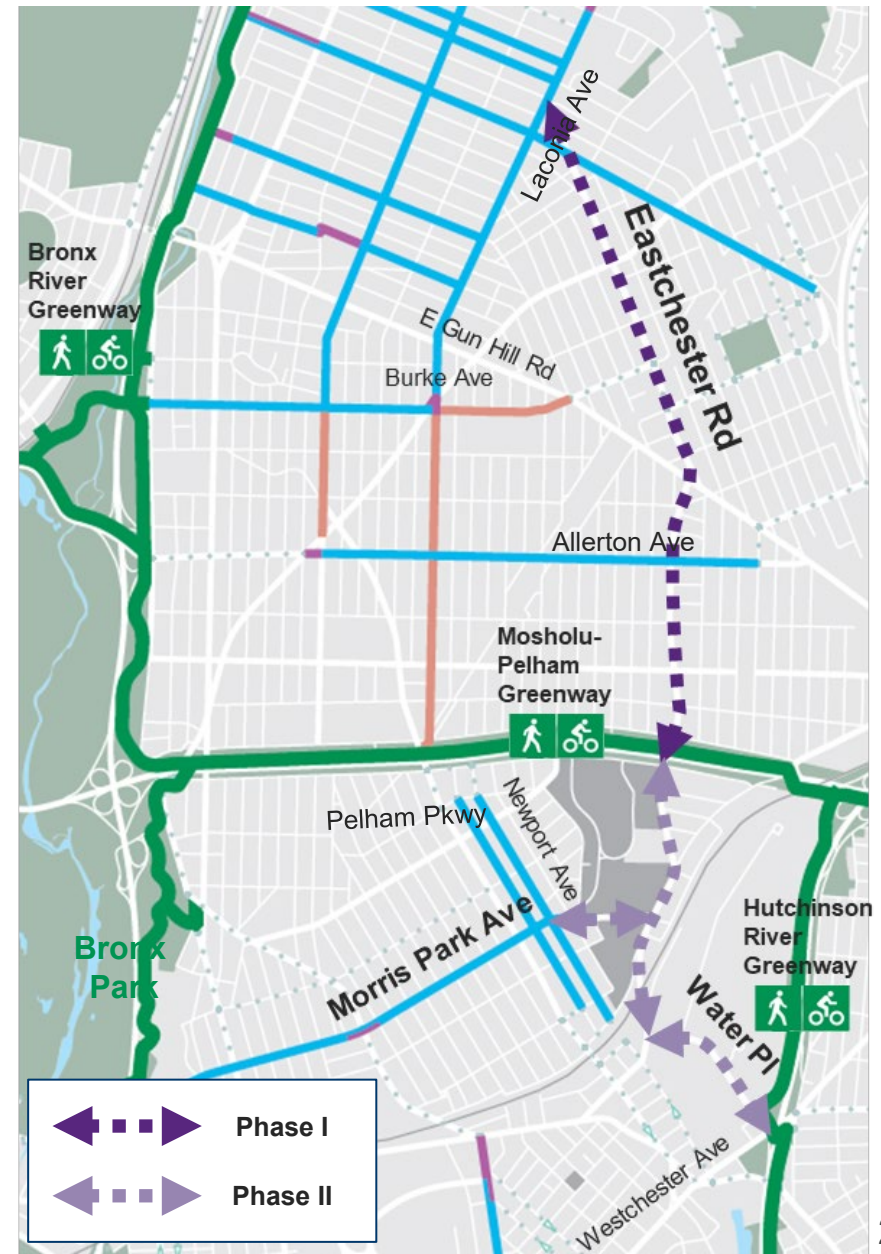 Laconia Ave
Eastchester Rd
Bronx
River
Greenway
E Gun Hill Rd
Burke Ave
Allerton Ave
Mosholu-
Pelham
Greenway
Pelham Pkwy
Newport Ave
Morris Park Ave
Hutchinson
River
Greenway
Bronx
Park
Water Pl
Westchester Ave
Phase I
Phase II